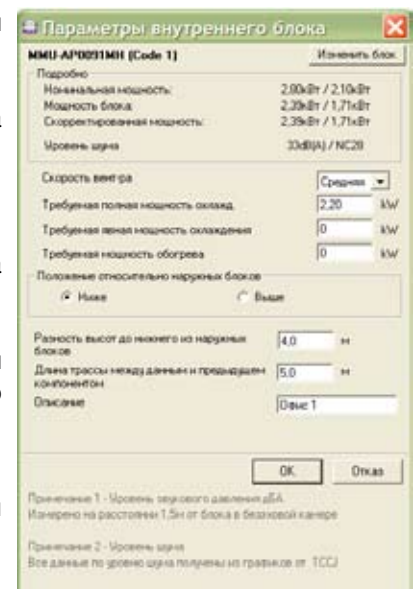 Параметры внутреннего блока
MMU-AP0091MH (Code 1) Изменить блок
Подробно
Номинальная мощность: 2,80кВт / 2,10кВт
Мощность блока: 2,39кВт / 1,71кВт
Скорректированная мощность: 2,39кВт / 1,71кВт
Уровень шума 33dB(A) / NC28
Скорость вент-ра Средняя
Требуемая полная мощность охлажд. 2,20 kW
Требуемая явная мощность охлаждения 0 kW
Требуемая мощность обогрева 0 kW
Положение относительно наружных блоков
Ниже Выше
Разность высот до нижнего из наружных 4,0 м
блоков
Длина трассы между данным и предыдущем 5,0 м
компонентом
Описание Офис 1
OK Отказ
Примечание 1 - Уровень звукового давления дБА
Измерено на расстоянии 1,5м от блока в безэховой камере
Примечание 2 - Уровень шума
Все данные по уровню шума получены из графиков от TCCJ